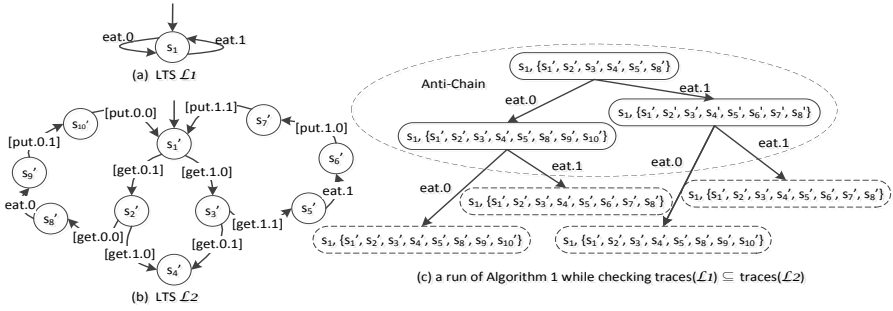 eat.0
s1
eat.1
(a) LTS L1
s10'
[put.0.0]
[put.1.1]
s7'
[put.0.1]
s1'
[put.1.0]
s9'
[get.0.1]
[get.1.0]
s6'
eat.0
s2'
s3'
eat.1
s8'
[get.0.0]
[get.1.1]
s5'
[get.1.0]
[get.0.1]
s4'
(b) LTS L2
s1, {s1', s2', s3', s4', s5', s8'}
Anti-Chain
eat.0
eat.1
s1, {s1', s2', s3', s4', s5', s6', s7', s8'}
s1, {s1', s2', s3', s4', s5', s8', s9', s10'}
eat.0
eat.1
eat.0
eat.1
s1, {s1', s2', s3', s4', s5', s6', s7', s8'}
s1, {s1', s2', s3', s4', s5', s6', s7', s8'}
s1, {s1', s2', s3', s4', s5', s8', s9', s10'}
s1, {s1', s2', s3', s4', s5', s8', s9', s10'}
(c) a run of Algorithm 1 while checking traces(L1) ⊆ traces(L2)